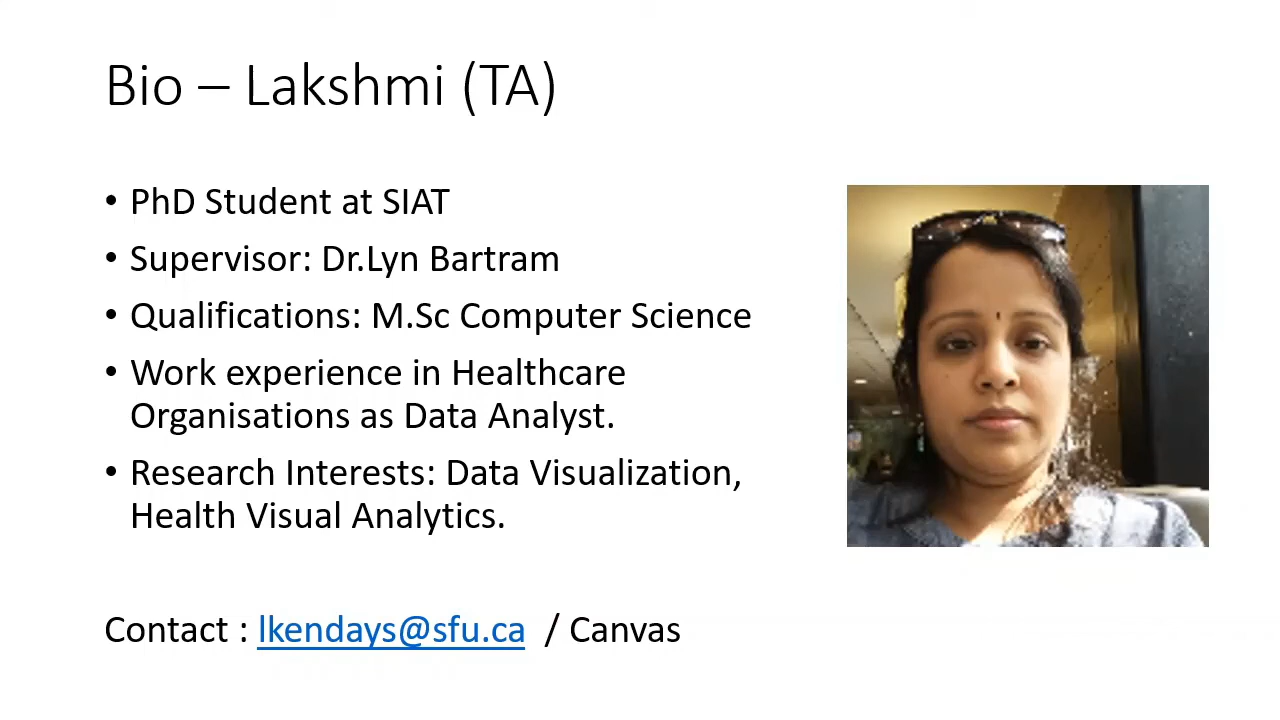 Bio – Lakshmi (TA)
• PhD Student at SIAT
• Supervisor: Dr.Lyn Bartram
• Qualifications: M.Sc Computer Science
• Work experience in Healthcare
Organisations as Data Analyst.
• Research Interests: Data Visualization,
Health Visual Analytics.
Contact : lkendays@sfu.ca / Canvas